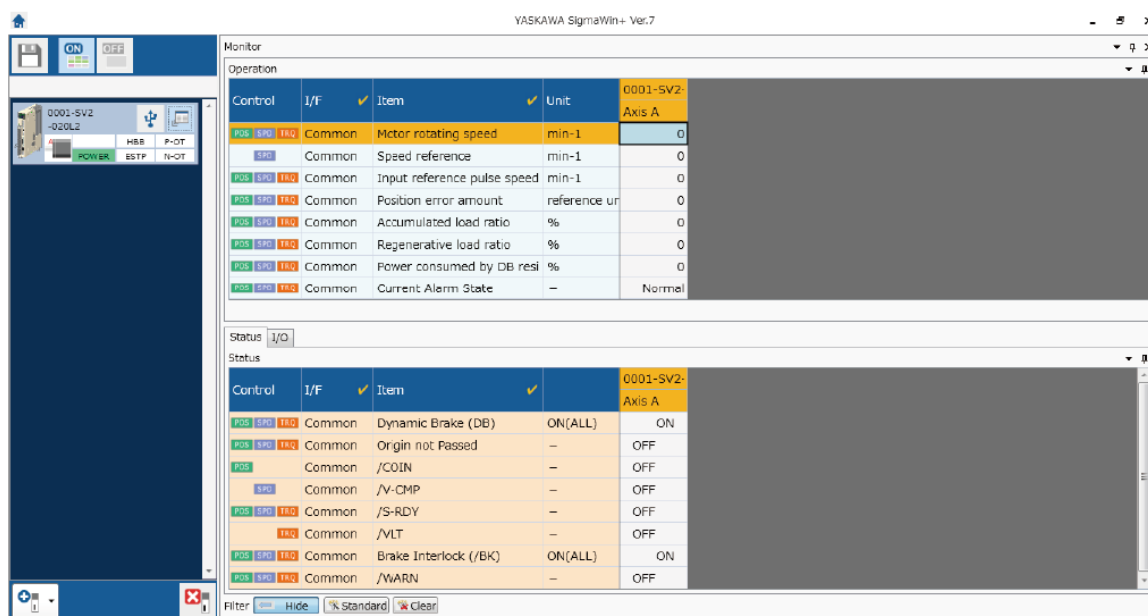 YASKAWA SigmaWin+ Ver.7
ON OFF
Monitor
Operation
0001-SV2
-020L2
HBB P-OT
POWER ESTP N-OT
Control I/F Item Unit 0001-SV2- Axis A
POS SPD TRQ Common Motor rotating speed min-1 0
SPD Common Speed reference min-1 0
POS SPD TRQ Common Input reference pulse speed min-1 0
POS SPD TRQ Common Position error amount reference ur 0
POS SPD TRQ Common Accumulated load ratio % 0
POS SPD TRQ Common Regenerative load ratio % 0
POS SPD TRQ Common Power consumed by DB resi % 0
POS SPD TRQ Common Current Alarm State – Normal
Status I/O
Status
Control I/F Item 0001-SV2- Axis A
POS SPD TRQ Common Dynamic Brake (DB) ON(ALL) ON
POS SPD TRQ Common Origin not Passed – OFF
POS Common /COIN – OFF
SPD Common /V-CMP – OFF
POS SPD TRQ Common /S-RDY – OFF
TRQ Common /VLT – OFF
POS SPD TRQ Common Brake Interlock (/BK) ON(ALL) ON
POS SPD TRQ Common /WARN – OFF
Filter Hide Standard Clear